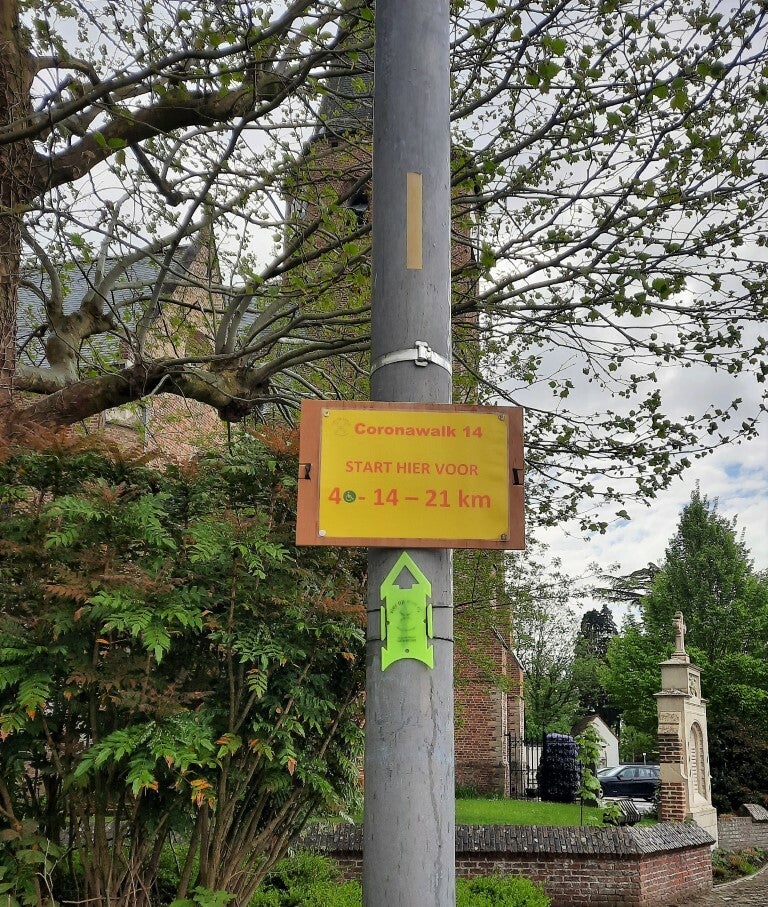 Coronawalk 14
START HIER VOOR
4 - 14 – 21 km